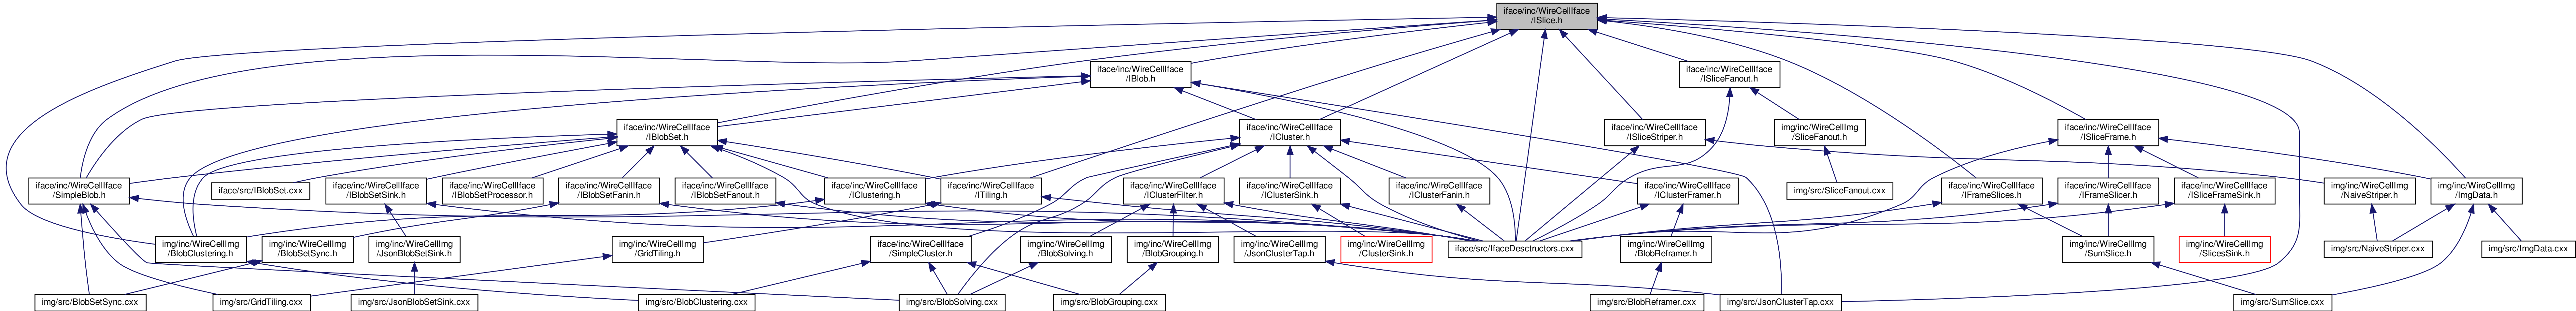 iface/inc/WireCellIface
/ISlice.h
iface/inc/WireCellIface
/IBlob.h
iface/inc/WireCellIface
/ISliceFanout.h
iface/inc/WireCellIface
/IBlobSet.h
iface/inc/WireCellIface
/ICluster.h
iface/inc/WireCellIface
/ISliceStriper.h
img/inc/WireCellImg
/SliceFanout.h
iface/inc/WireCellIface
/ISliceFrame.h
iface/inc/WireCellIface
/SimpleBlob.h
iface/src/IBlobSet.cxx
iface/inc/WireCellIface
/IBlobSetSink.h
iface/inc/WireCellIface
/IBlobSetProcessor.h
iface/inc/WireCellIface
/IBlobSetFanin.h
iface/inc/WireCellIface
/IBlobSetFanout.h
iface/inc/WireCellIface
/IClustering.h
iface/inc/WireCellIface
/ITiling.h
iface/inc/WireCellIface
/IClusterFilter.h
iface/inc/WireCellIface
/IClusterSink.h
iface/inc/WireCellIface
/IClusterFanin.h
iface/inc/WireCellIface
/IClusterFramer.h
img/src/SliceFanout.cxx
iface/inc/WireCellIface
/IFrameSlices.h
iface/inc/WireCellIface
/IFrameSlicer.h
iface/inc/WireCellIface
/ISliceFrameSink.h
img/inc/WireCellImg
/NaiveStriper.h
img/inc/WireCellImg
/ImgData.h
img/inc/WireCellImg
/BlobClustering.h
img/inc/WireCellImg
/BlobSetSync.h
img/inc/WireCellImg
/JsonBlobSetSink.h
img/inc/WireCellImg
/GridTiling.h
iface/inc/WireCellIface
/SimpleCluster.h
img/inc/WireCellImg
/BlobSolving.h
img/inc/WireCellImg
/BlobGrouping.h
img/inc/WireCellImg
/JsonClusterTap.h
img/inc/WireCellImg
/ClusterSink.h
iface/src/IfaceDesctructors.cxx
img/inc/WireCellImg
/BlobReframer.h
img/inc/WireCellImg
/SumSlice.h
img/inc/WireCellImg
/SlicesSink.h
img/src/NaiveStriper.cxx
img/src/ImgData.cxx
img/src/BlobSetSync.cxx
img/src/GridTiling.cxx
img/src/JsonBlobSetSink.cxx
img/src/BlobClustering.cxx
img/src/BlobSolving.cxx
img/src/BlobGrouping.cxx
img/src/BlobReframer.cxx
img/src/JsonClusterTap.cxx
img/src/SumSlice.cxx